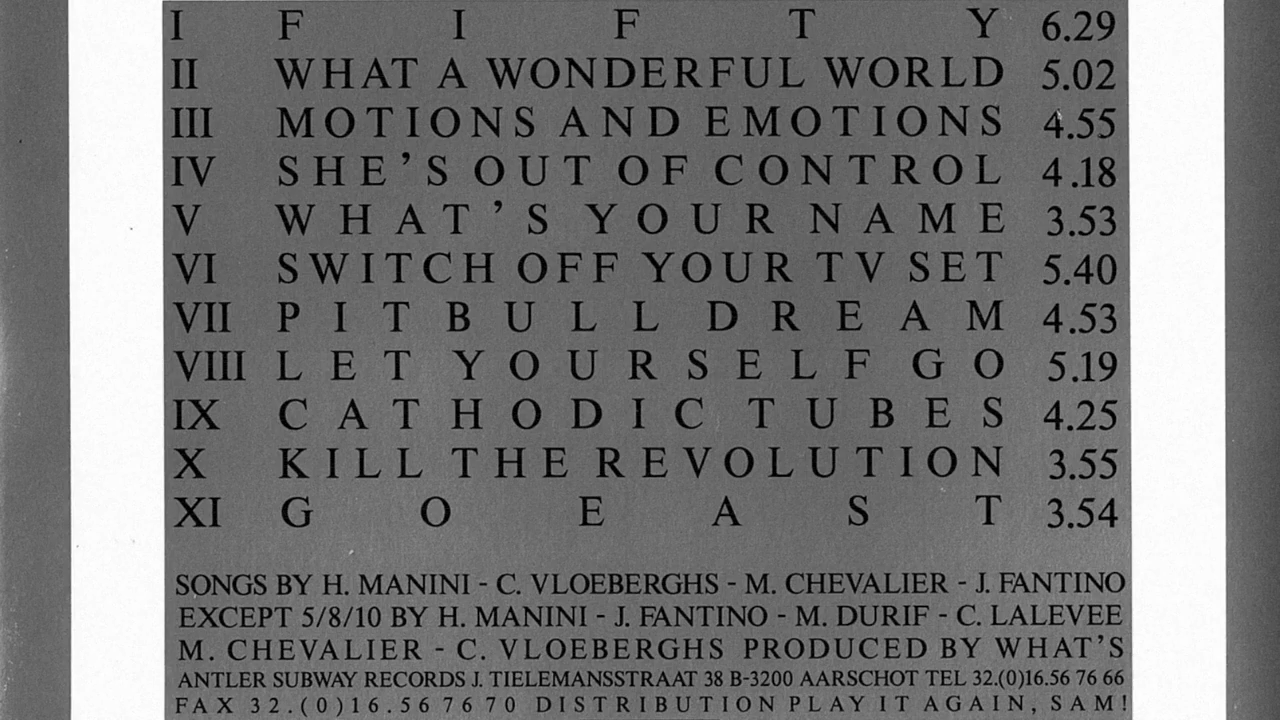 I FIFTY 6.29
II WHAT A WONDERFUL WORLD 5.02
III MOTIONS AND EMOTIONS 4.55
IV SHE'S OUT OF CONTROL 4.18
V WHAT'S YOUR NAME 3.53
VI SWITCH OFF YOUR TV SET 5.40
VII PITBULL DREAM 4.53
VIII LET YOURSELF GO 5.19
IX CATHODIC TUBES 4.25
X KILL THE REVOLUTION 3.55
XI GO EAST 3.54
SONGS BY H. MANINI - C. VLOEBERGHS - M. CHEVALIER - J. FANTINO
EXCEPT 5/8/10 BY H. MANINI - J. FANTINO - M. DURIF - C. LALEVEE
M. CHEVALIER - C. VLOEBERGHS PRODUCED BY WHAT'S
ANTLER SUBWAY RECORDS J. TIELEMANSSTRAAT 38 B-3200 AARSCHOT TEL 32.(0)16.56 76 66
FAX 32.(0)16.567670 DISTRIBUTION PLAY IT AGAIN, SAM!